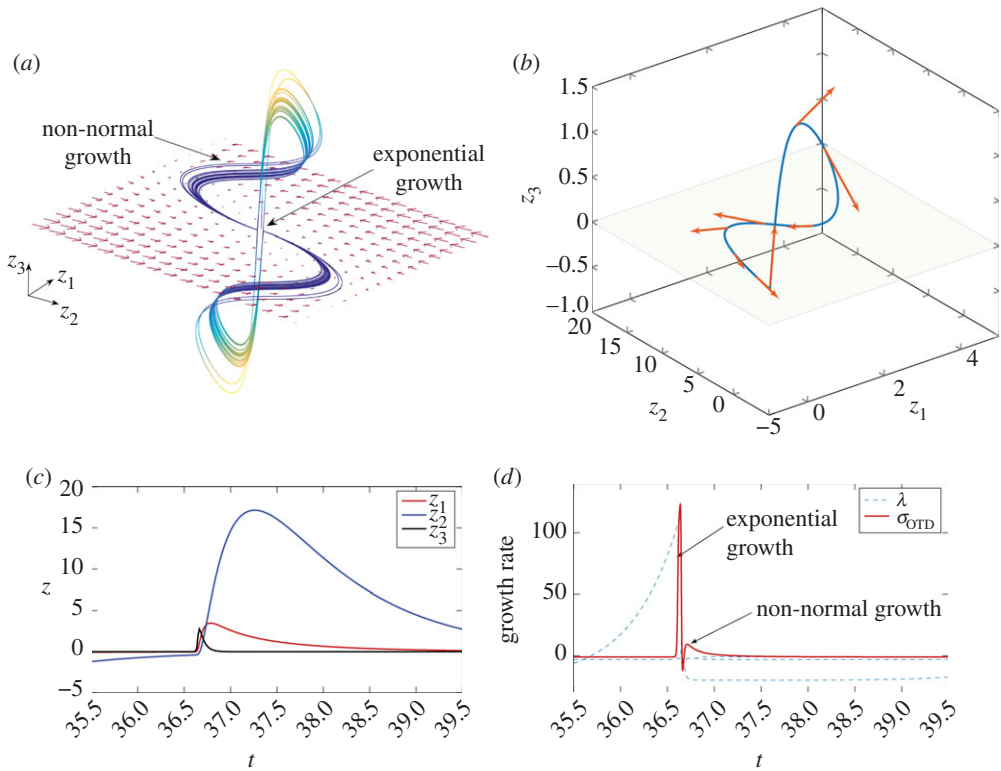 (a)
non-normal
growth
exponential
growth
z3
z1
z2
(b)
1.5
1.0
0.5
0
−0.5
−1.0
z3
20
15
10
5
0
−5
z2
0
2
4
z1
(c)
20
15
10
5
0
−5
z
z1
z2
z3
35.5
36.0
36.5
37.0
37.5
38.0
38.5
39.0
39.5
t
(d)
100
50
0
growth rate
λ
σOTD
exponential
growth
non-normal growth
35.5
36.0
36.5
37.0
37.5
38.0
38.5
39.0
39.5
t